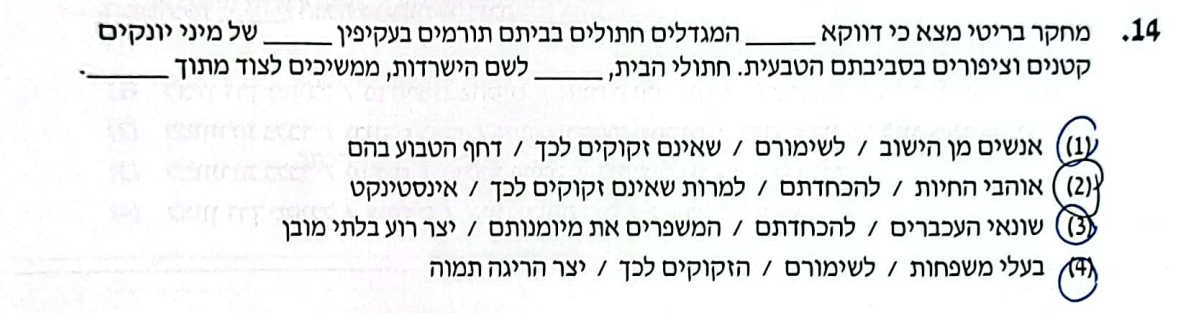 14. מחקר בריטי מצא כי דווקא _____ המגדלים חתולים בביתם תורמים בעקיפין _____ של מיני יונקים
קטנים וציפורים בסביבתם הטבעית. חתולי הבית, _____ לשם הישרדות, ממשיכים לצוד מתוך _____.
(1) אנשים מן הישוב / לשימורם / שאינם זקוקים לכך / דחף הטבוע בהם
(2) אוהבי החיות / להכחדתם / למרות שאינם זקוקים לכך / אינסטינקט
(3) שונאי העכברים / להכחדתם / המשפרים את מיומנותם / יצר רוע בלתי מובן
(4) בעלי משפחות / לשימורם / הזקוקים לכך / יצר הריגה תמוה